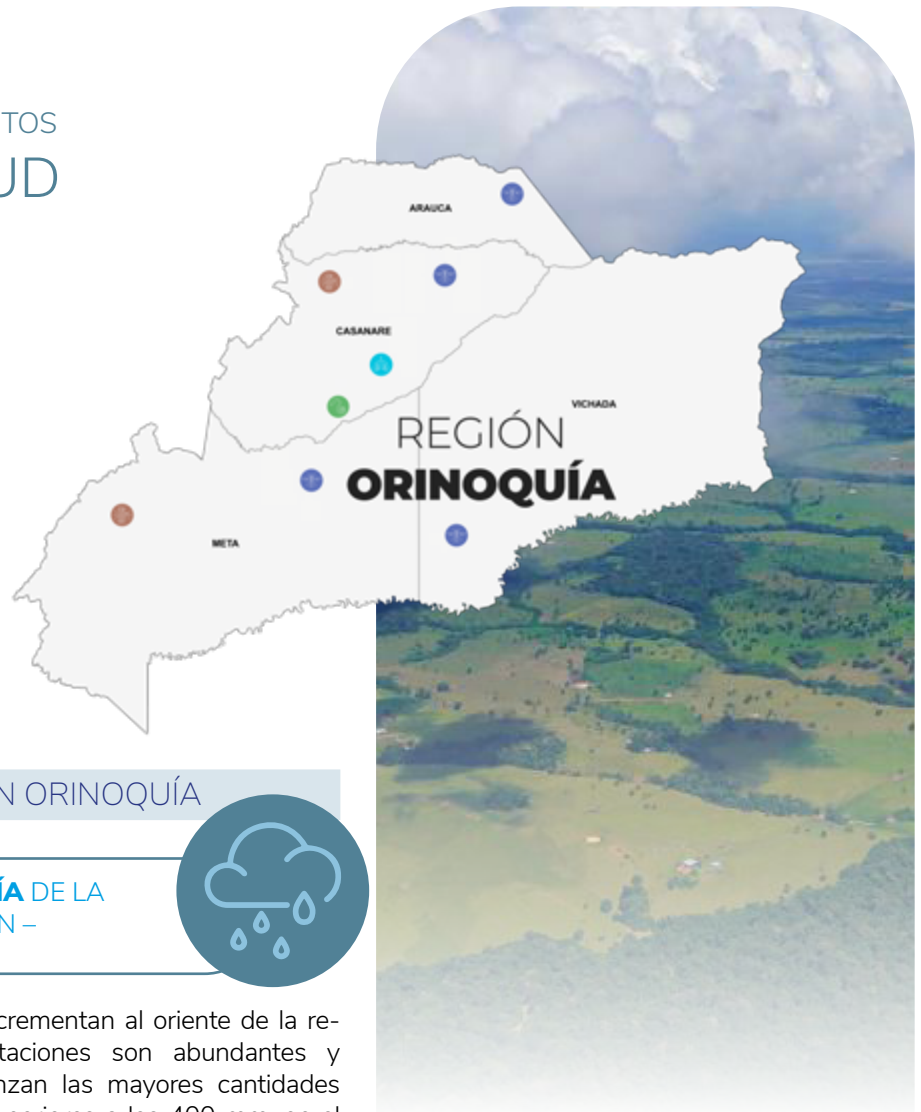 TOS
UD
ARAUCA
CASANARE
VICHADA
REGIÓN
ORINOQUÍA
META
N ORINOQUÍA
ÍA DE LA
N –
crementan al oriente de la re-
taciones son abundantes y
nzan las mayores cantidades